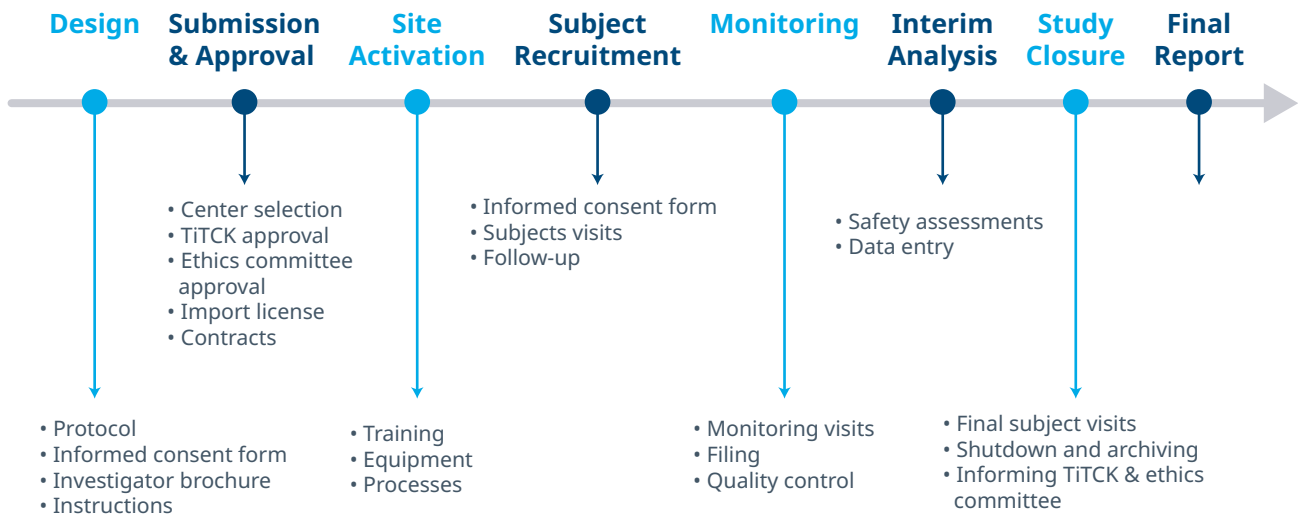 Design
Submission
& Approval
Site
Activation
Subject
Recruitment
Monitoring
Interim
Analysis
Study
Closure
Final
Report
• Center selection
• TiTCK approval
• Ethics committee
approval
• Import license
• Contracts
• Informed consent form
• Subjects visits
• Follow-up
• Safety assessments
• Data entry
• Protocol
• Informed consent form
• Investigator brochure
• Instructions
• Training
• Equipment
• Processes
• Monitoring visits
• Filing
• Quality control
• Final subject visits
• Shutdown and archiving
• Informing TiTCK & ethics
committee